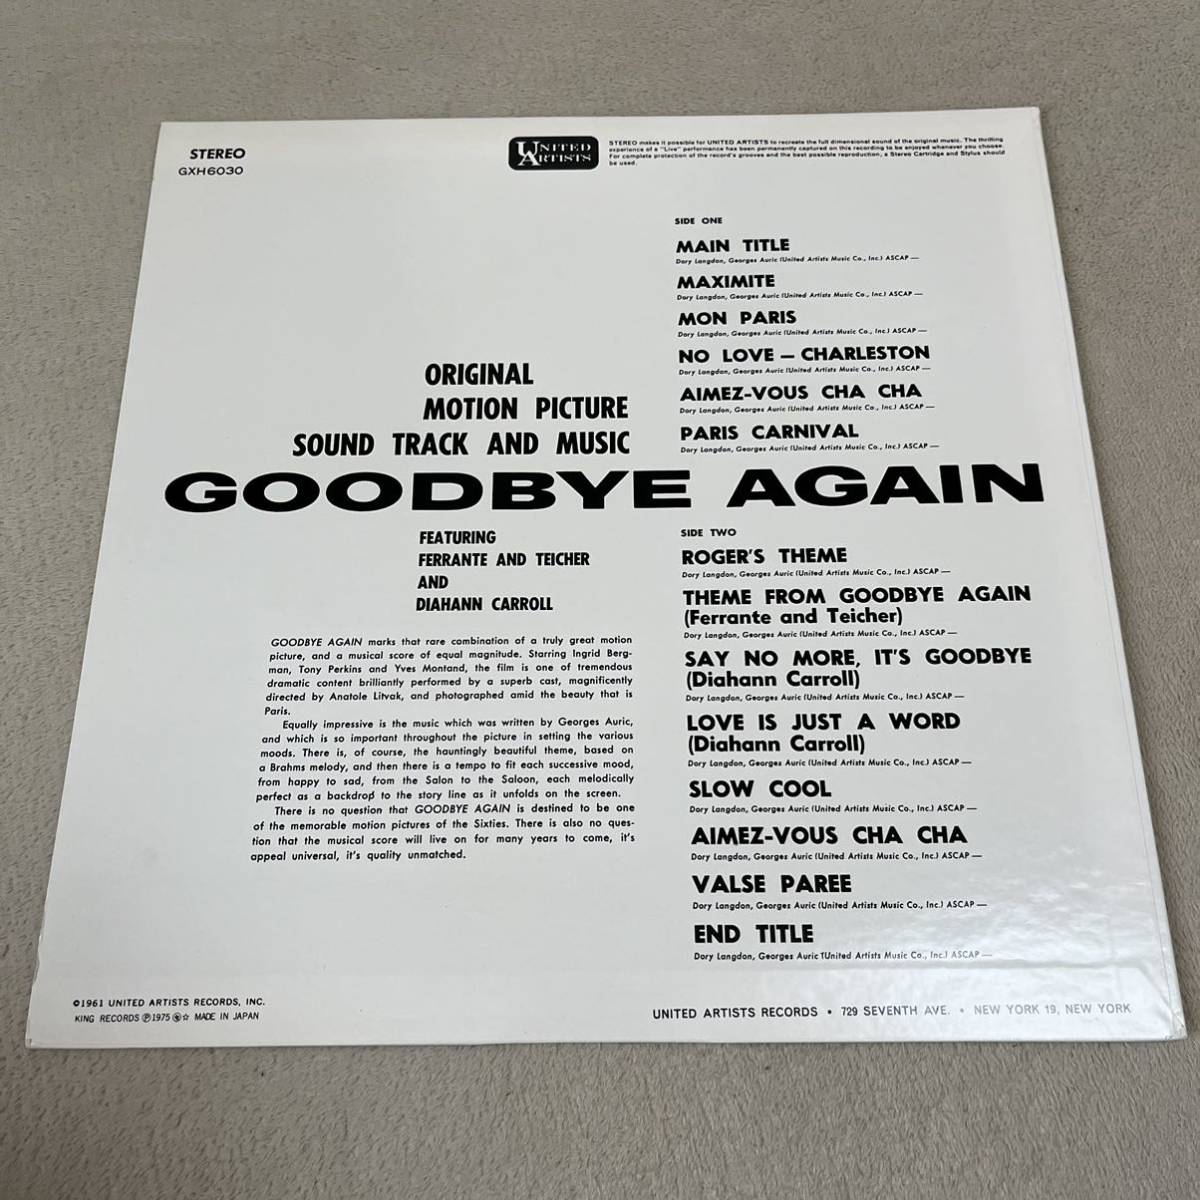 STEREO
GXH6030
UNITED
ARTISTS
STEREO makes it possible for UNITED ARTISTS to recreate the full dimensional sound of the original music. The thrilling
experience of a "Live" performance has been permanently captured on this recording to be enjoyed whenever you choose.
For complete protection of the record's grooves and the best possible reproduction, a Stereo Cartridge and Stylus should
be used.
ORIGINAL
MOTION PICTURE
SOUND TRACK AND MUSIC
GOODBYE AGAIN
FEATURING
FERRANTE AND TEICHER
AND
DIAHANN CARROLL
GOODBYE AGAIN marks that rare combination of a truly great motion
picture, and a musical score of equal magnitude. Starring Ingrid Berg-
man, Tony Perkins and Yves Montand, the film is one of tremendous
dramatic content brilliantly performed by a superb cast, magnificently
directed by Anatole Litvak, and photographed amid the beauty that is
Paris.
Equally impressive is the music which was written by Georges Auric,
and which is so important throughout the picture in setting the various
moods. There is, of course, the hauntingly beautiful theme, based on
a Brahms melody, and then there is a tempo to fit each successive mood,
from happy to sad, from the Salon to the Saloon, each melodically
perfect as a backdrop to the story line as it unfolds on the screen.
There is no question that GOODBYE AGAIN is destined to be one
of the memorable motion pictures of the Sixties. There is also no ques-
tion that the musical score will live on for many years to come, it's
appeal universal, it's quality unmatched.
SIDE ONE
MAIN TITLE
Dory Langdon, Georges Auric (United Artists Music Co., Inc.) ASCAP —
MAXIMITE
Dory Langdon, Georges Auric (United Artists Music Co., Inc.) ASCAP —
MON PARIS
Dory Langdon, Georges Auric (United Artists Music Co., Inc.) ASCAP —
NO LOVE – CHARLESTON
Dory Langdon, Georges Auric (United Artists Music Co., Inc.) ASCAP —
AIMEZ-VOUS CHA CHA
Dory Langdon, Georges Auric (United Artists Music Co., Inc.) ASCAP —
PARIS CARNIVAL
Dory Langdon, Georges Auric (United Artists Music Co., Inc.) ASCAP —
SIDE TWO
ROGER'S THEME
Dory Langdon, Georges Auric (United Artists Music Co., Inc.) ASCAP —
THEME FROM GOODBYE AGAIN
(Ferrante and Teicher)
Dory Langdon, Georges Auric (United Artists Music Co., Inc.) ASCAP —
SAY NO MORE, IT'S GOODBYE
(Diahann Carroll)
Dory Langdon, Georges Auric (United Artists Music Co., Inc.) ASCAP —
LOVE IS JUST A WORD
(Diahann Carroll)
Dory Langdon, Georges Auric (United Artists Music Co., Inc.) ASCAP —
SLOW COOL
Dory Langdon, Georges Auric (United Artists Music Co., Inc.) ASCAP —
AIMEZ-VOUS CHA CHA
Dory Langdon, Georges Auric (United Artists Music Co., Inc.) ASCAP —
VALSE PAREE
Dory Langdon, Georges Auric (United Artists Music Co., Inc.) ASCAP —
END TITLE
Dory Langdon, Georges Auric (United Artists Music Co., Inc.) ASCAP —
©1961 UNITED ARTISTS RECORDS, INC.
KING RECORDS ℗1975 ☆ MADE IN JAPAN
UNITED ARTISTS RECORDS • 729 SEVENTH AVE. • NEW YORK 19, NEW YORK